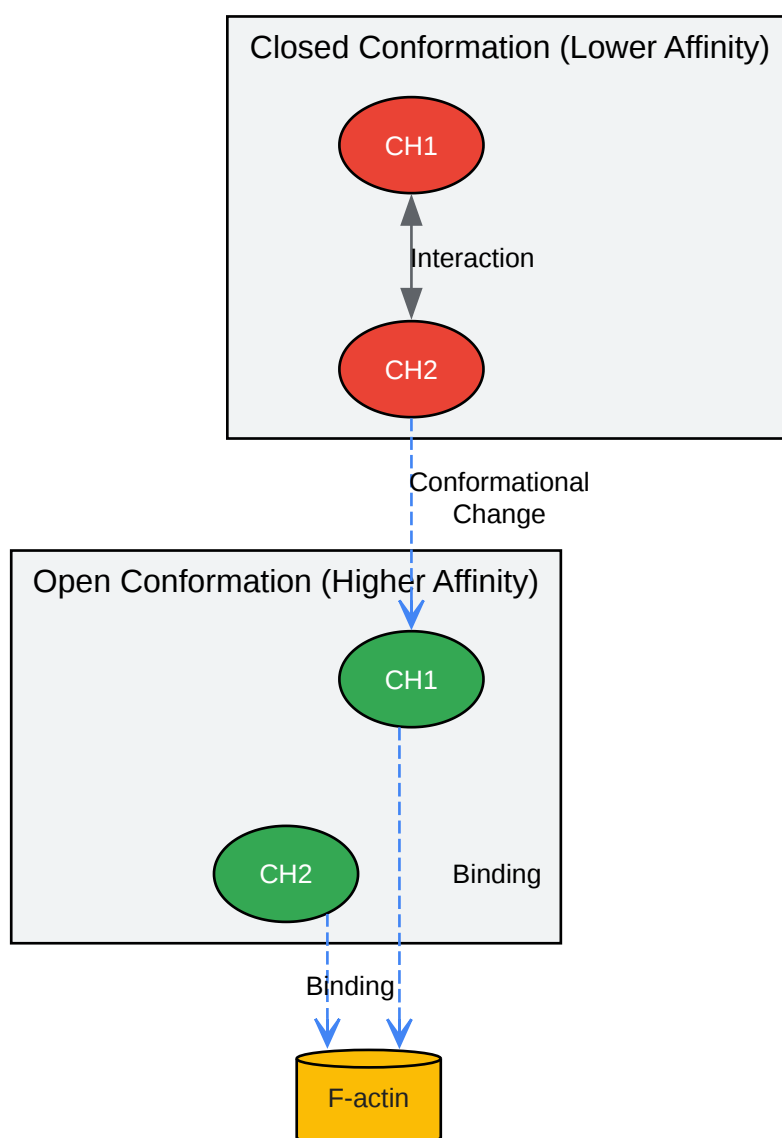 Closed Conformation (Lower Affinity)
CH1
Interaction
CH2
Conformational
Change
Open Conformation (Higher Affinity)
CH1
CH2
Binding
Binding
F-actin